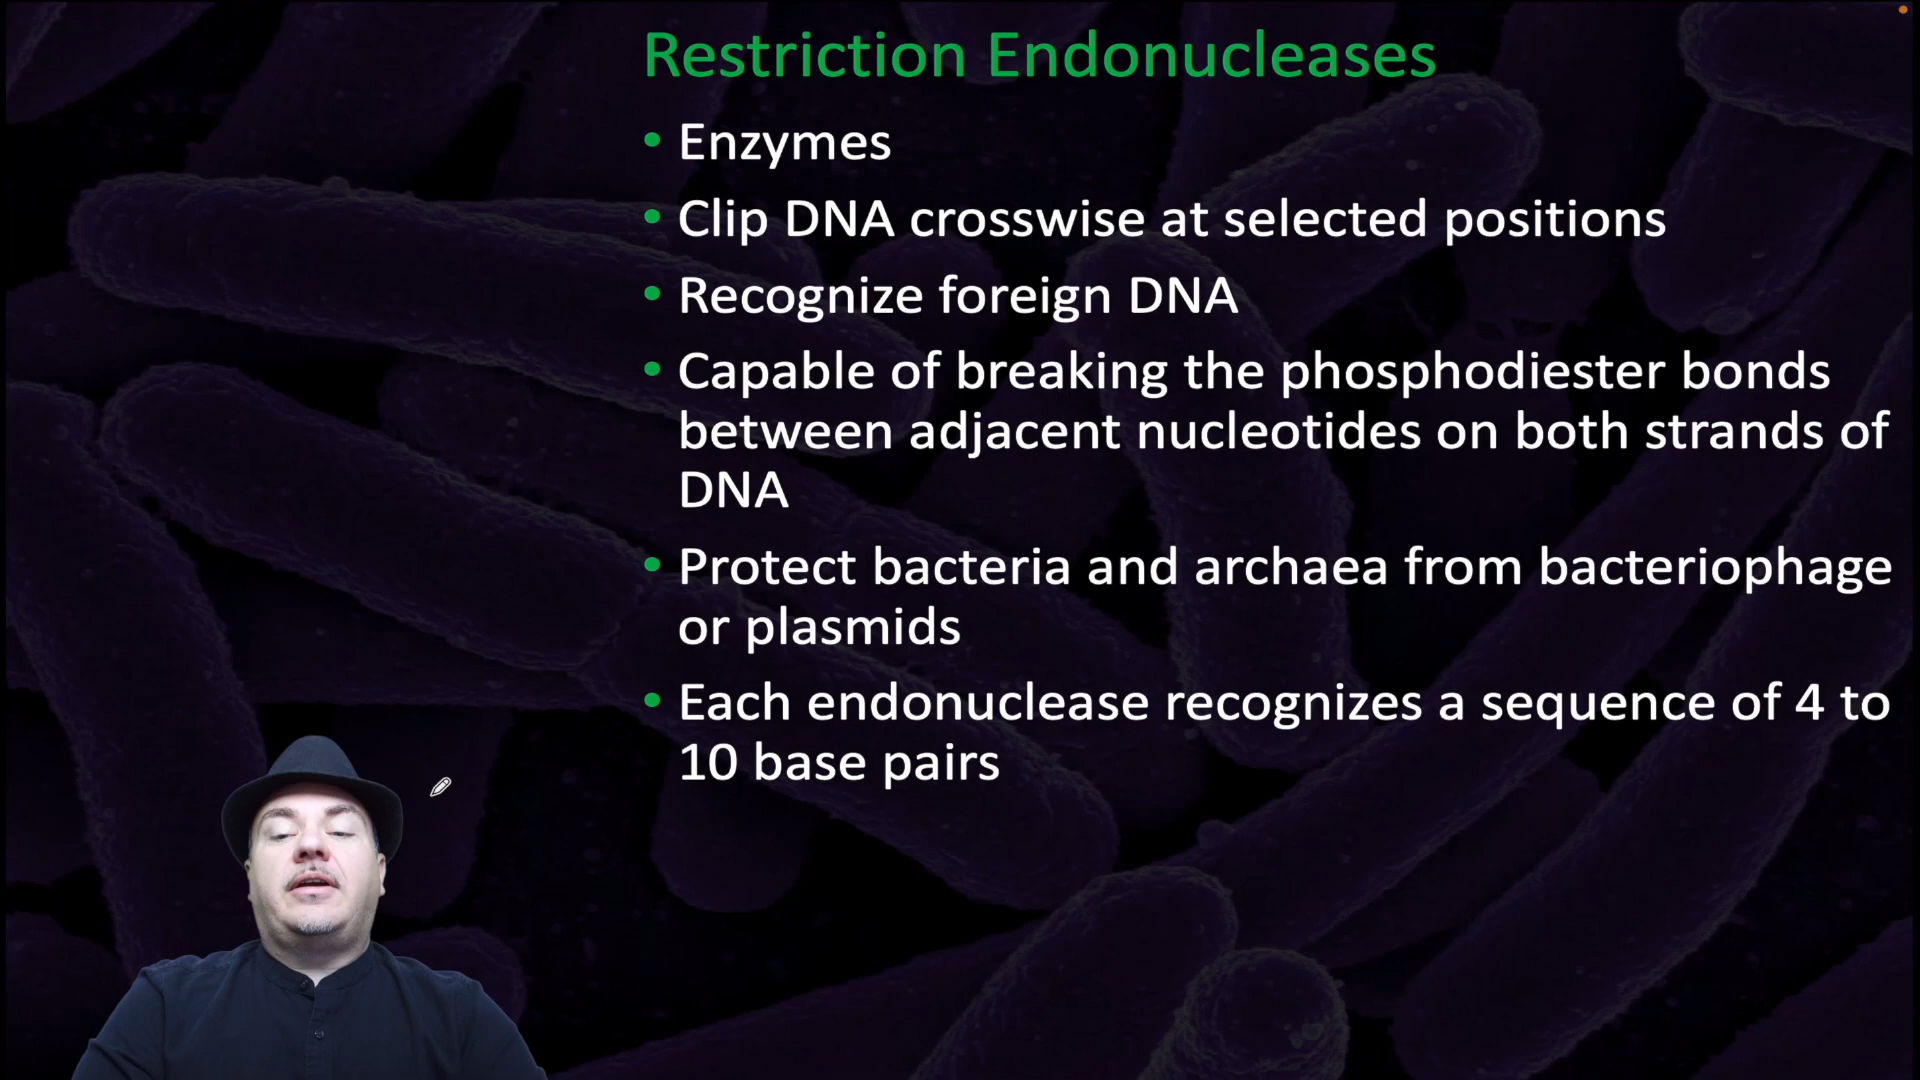 Restriction Endonucleases
• Enzymes
• Clip DNA crosswise at selected positions
• Recognize foreign DNA
• Capable of breaking the phosphodiester bonds
between adjacent nucleotides on both strands of
DNA
• Protect bacteria and archaea from bacteriophage
or plasmids
• Each endonuclease recognizes a sequence of 4 to
10 base pairs